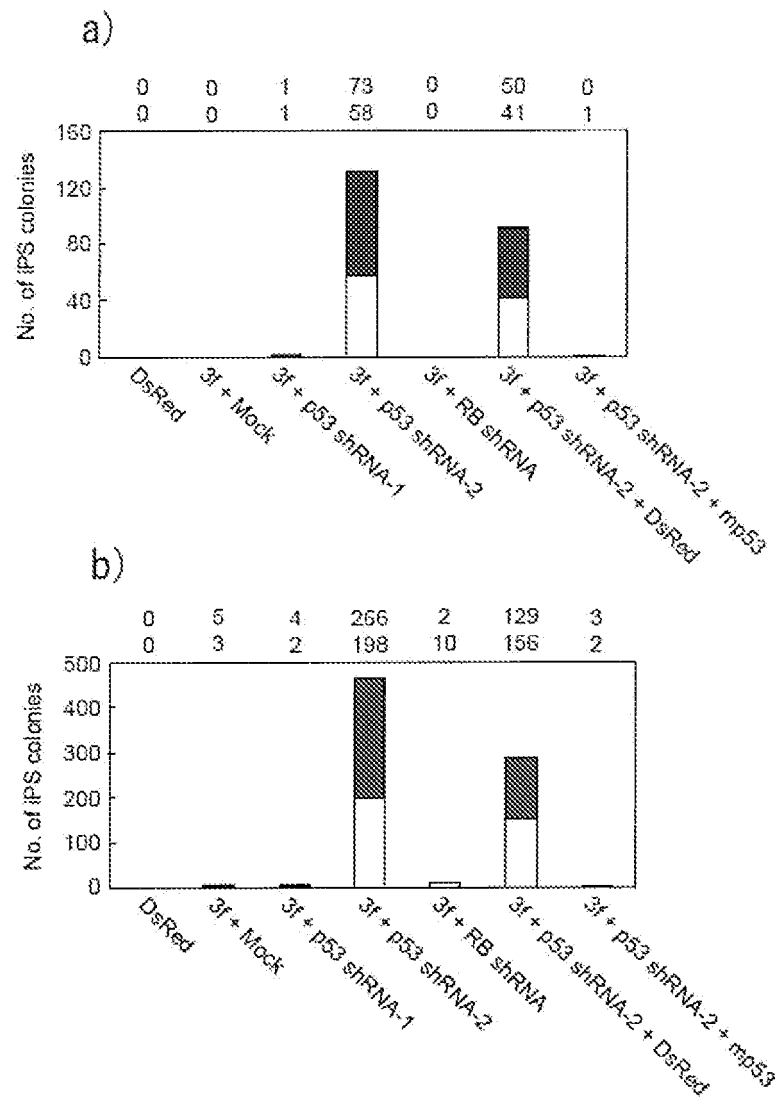 a)
0 0 1 73 0 50 0
0 0 1 58 0 41 1
160
120
80
40
0
No. of iPS colonies
DsRed
3f + Mock
3f + p53 shRNA-1
3f + p53 shRNA-2
3f + RB shRNA
3f + p53 shRNA-2 + DsRed
3f + p53 shRNA-2 + mp53
b)
0 5 4 266 2 129 3
0 3 2 198 10 156 2
500
400
300
200
100
0
No. of iPS colonies
DsRed
3f + Mock
3f + p53 shRNA-1
3f + p53 shRNA-2
3f + RB shRNA
3f + p53 shRNA-2 + DsRed
3f + p53 shRNA-2 + mp53